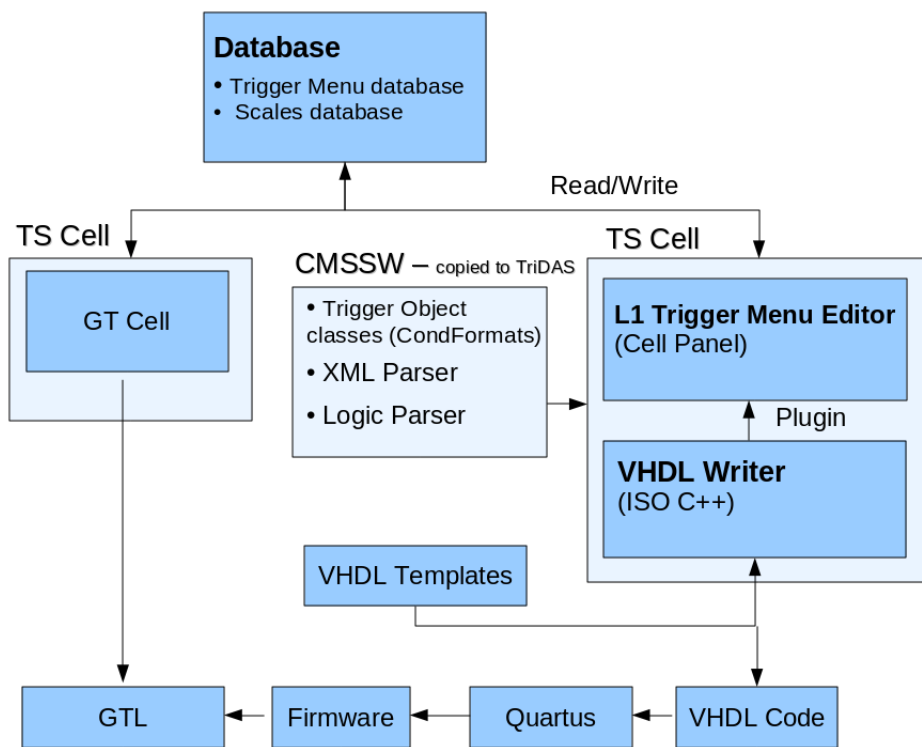 Database
• Trigger Menu database
• Scales database
Read/Write
TS Cell
GT Cell
CMSSW – copied to TriDAS
• Trigger Object
classes (CondFormats)
• XML Parser
• Logic Parser
TS Cell
L1 Trigger Menu Editor
(Cell Panel)
Plugin
VHDL Writer
(ISO C++)
VHDL Templates
GTL
Firmware
Quartus
VHDL Code